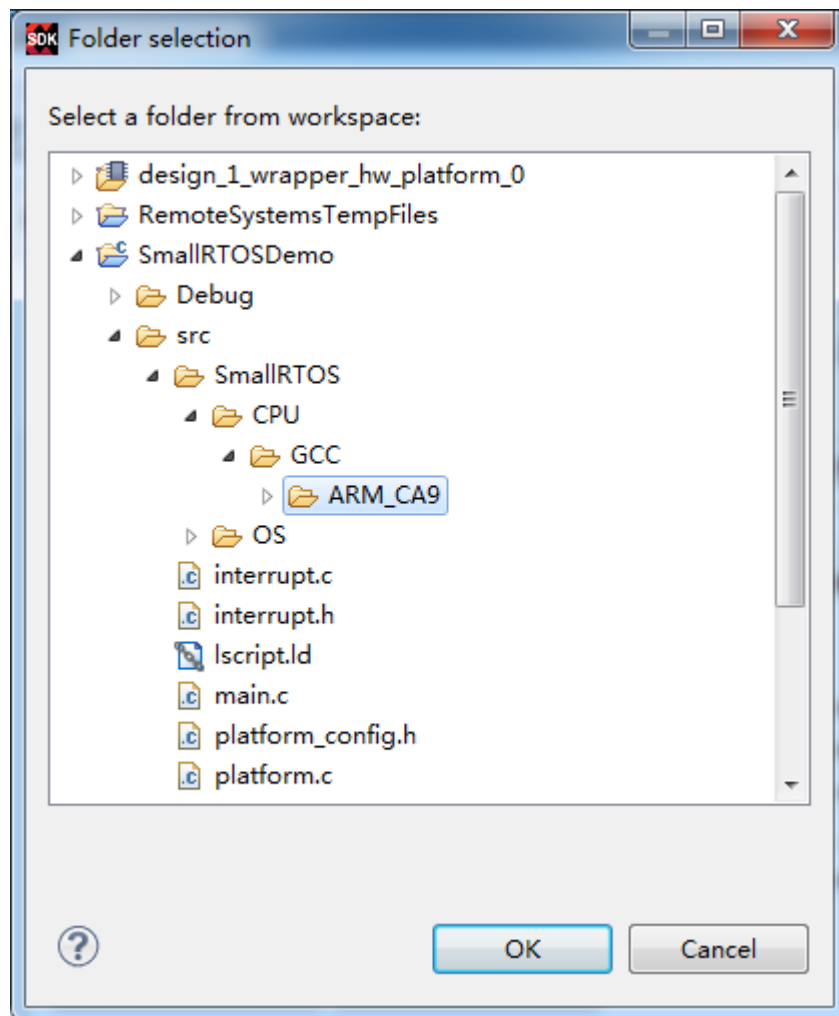 SDK Folder selection
Select a folder from workspace:
design_1_wrapper_hw_platform_0
RemoteSystemsTempFiles
SmallRTOSDemo
Debug
src
SmallRTOS
CPU
GCC
ARM_CA9
OS
interrupt.c
interrupt.h
lscript.ld
main.c
platform_config.h
platform.c
OK Cancel